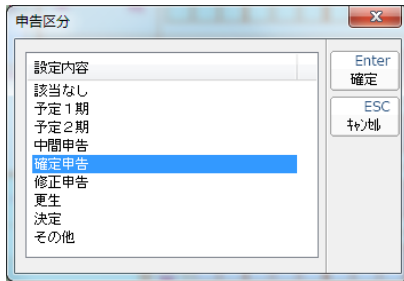 申告区分
設定内容
該当なし
予定1期
予定2期
中間申告
確定申告
修正申告
更生
決定
その他
Enter
確定
ESC
ｷｬﾝｾﾙ